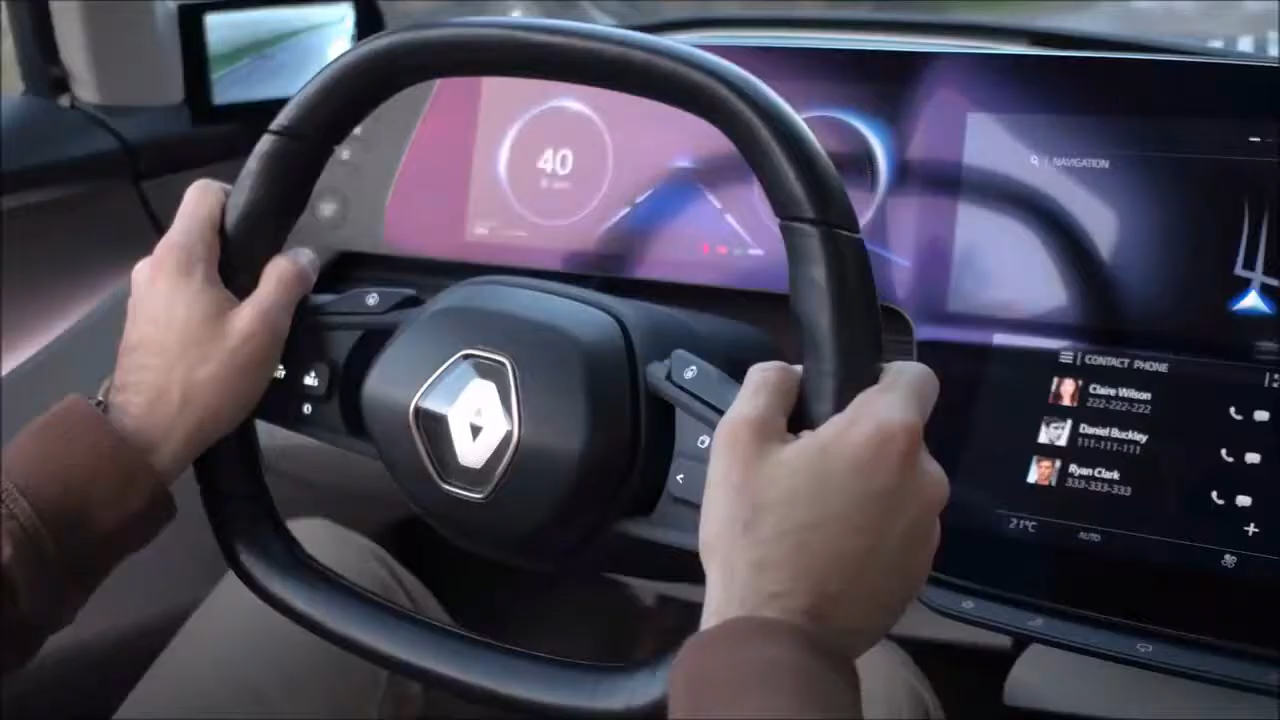 40
NAVIGATION
CONTACT PHONE
Claire Wilson
222-222-222
Daniel Buckley
111-111-111
Ryan Clark
333-333-333
21°C
AUTO